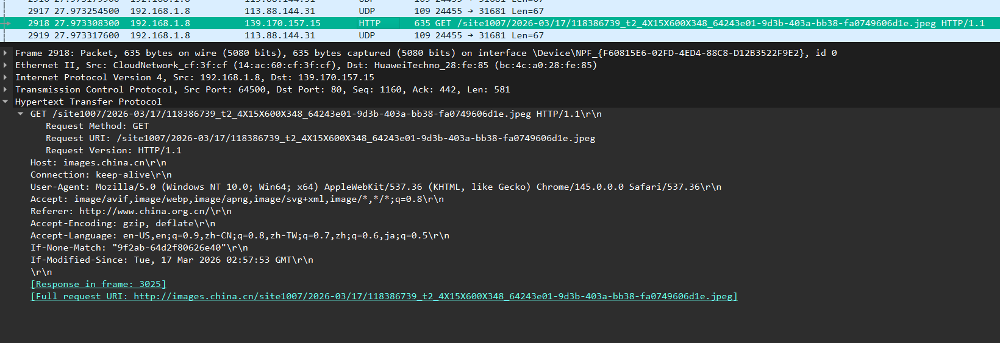 2917 27.973254500 192.168.1.8 113.88.144.31 UDP 109 24455 → 31681 Len=67
2918 27.973308300 192.168.1.8 139.170.157.15 HTTP 635 GET /site1007/2026-03/17/118386739_t2_4X15X600X348_64243e01-9d3b-403a-bb38-fa0749606d1e.jpeg HTTP/1.1
2919 27.973317600 192.168.1.8 113.88.144.31 UDP 109 24455 → 31681 Len=67
Frame 2918: Packet, 635 bytes on wire (5080 bits), 635 bytes captured (5080 bits) on interface \Device\NPF_{F60815E6-02FD-4ED4-88C8-D12B3522F9E2}, id 0
Ethernet II, Src: CloudNetwork_cf:3f:cf (14:ac:60:cf:3f:cf), Dst: HuaweiTechno_28:fe:85 (bc:4c:a0:28:fe:85)
Internet Protocol Version 4, Src: 192.168.1.8, Dst: 139.170.157.15
Transmission Control Protocol, Src Port: 64500, Dst Port: 80, Seq: 1160, Ack: 442, Len: 581
Hypertext Transfer Protocol
GET /site1007/2026-03/17/118386739_t2_4X15X600X348_64243e01-9d3b-403a-bb38-fa0749606d1e.jpeg HTTP/1.1\r\n
Request Method: GET
Request URI: /site1007/2026-03/17/118386739_t2_4X15X600X348_64243e01-9d3b-403a-bb38-fa0749606d1e.jpeg
Request Version: HTTP/1.1
Host: images.china.cn\r\n
Connection: keep-alive\r\n
User-Agent: Mozilla/5.0 (Windows NT 10.0; Win64; x64) AppleWebKit/537.36 (KHTML, like Gecko) Chrome/145.0.0.0 Safari/537.36\r\n
Accept: image/avif,image/webp,image/apng,image/svg+xml,image/*,*/*;q=0.8\r\n
Referer: http://www.china.org.cn/\r\n
Accept-Encoding: gzip, deflate\r\n
Accept-Language: en-US,en;q=0.9,zh-CN;q=0.8,zh-TW;q=0.7,zh;q=0.6,ja;q=0.5\r\n
If-None-Match: "9f2ab-64d2f80626e40"\r\n
If-Modified-Since: Tue, 17 Mar 2026 02:57:53 GMT\r\n
\r\n
[Response in frame: 3025]
[Full request URI: http://images.china.cn/site1007/2026-03/17/118386739_t2_4X15X600X348_64243e01-9d3b-403a-bb38-fa0749606d1e.jpeg]